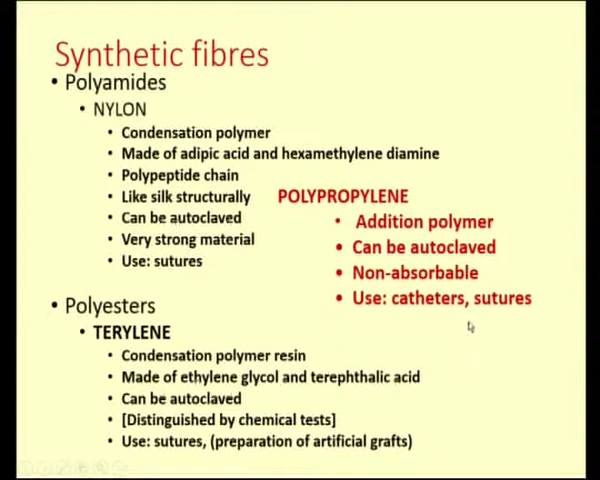 Synthetic fibres
• Polyamides
• NYLON
• Condensation polymer
• Made of adipic acid and hexamethylene diamine
• Polypeptide chain
• Like silk structurally
• Can be autoclaved
• Very strong material
• Use: sutures
POLYPROPYLENE
• Addition polymer
• Can be autoclaved
• Non-absorbable
• Use: catheters, sutures
• Polyesters
• TERYLENE
• Condensation polymer resin
• Made of ethylene glycol and terephthalic acid
• Can be autoclaved
• [Distinguished by chemical tests]
• Use: sutures, (preparation of artificial grafts)